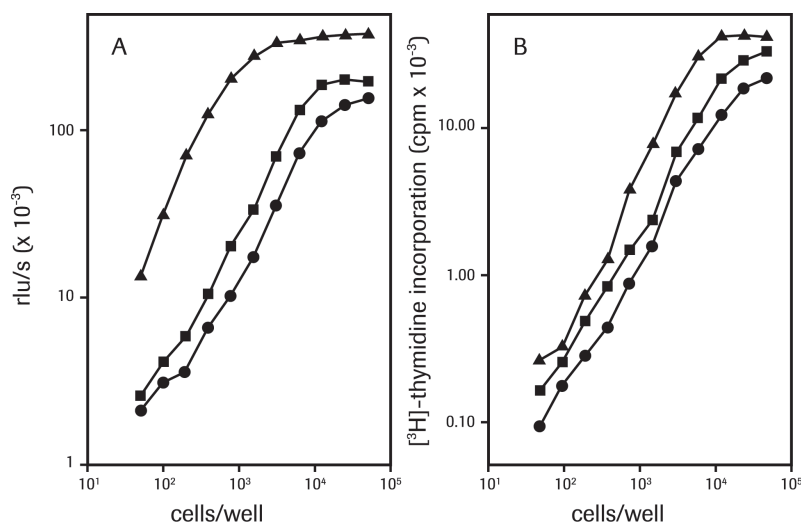 A
rlu/s (x 10⁻³)
100
10
1
10¹ 10² 10³ 10⁴ 10⁵
cells/well
B
[³H]-thymidine incorporation (cpm x 10⁻³)
10.00
1.00
0.10
10¹ 10² 10³ 10⁴ 10⁵
cells/well